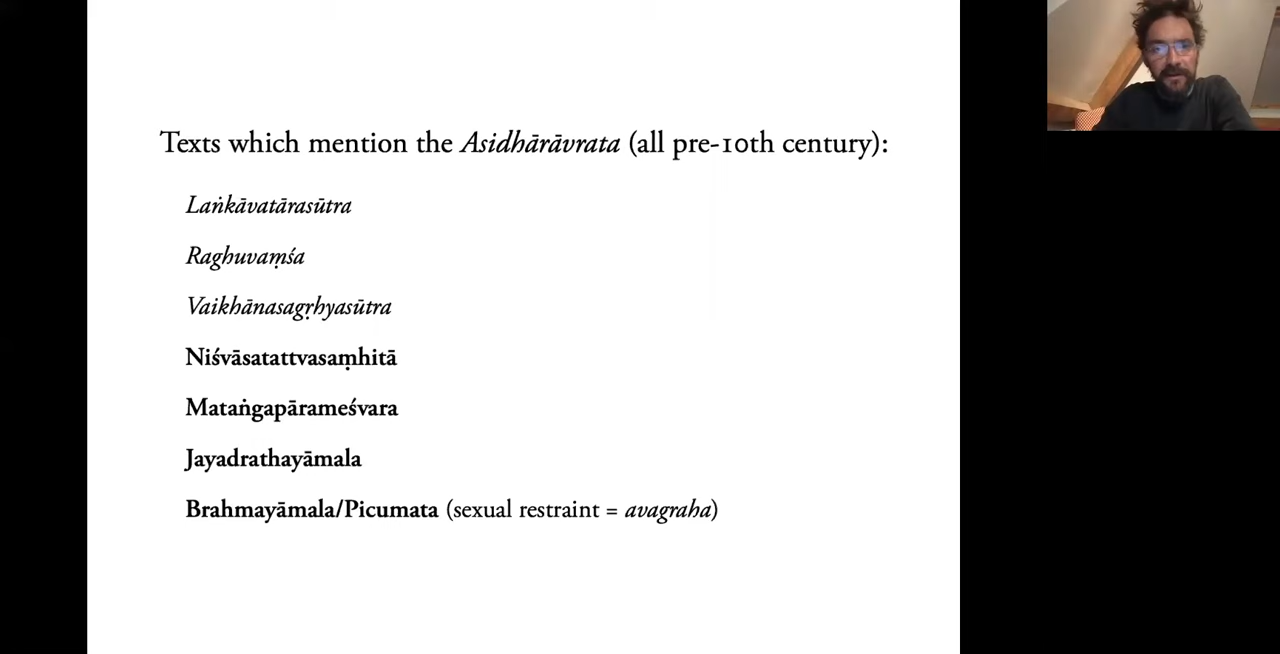 Texts which mention the Asidhārāvrata (all pre-10th century):
Laṅkāvatārasūtra
Raghuvaṃśa
Vaikhānasagṛhyasūtra
Niśvāsatattvasaṃhitā
Mataṅgapārameśvara
Jayadrathayāmala
Brahmayāmala/Picumata (sexual restraint = avagraha)